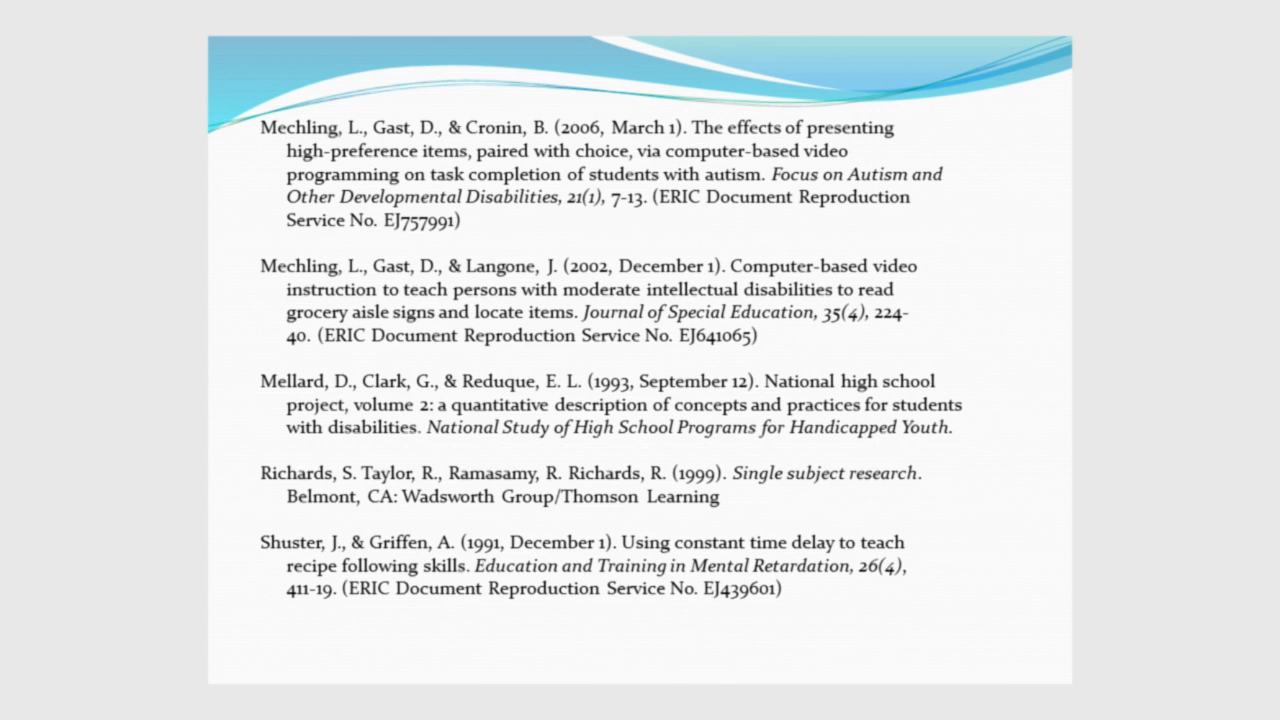 Mechling, L., Gast, D., & Cronin, B. (2006, March 1). The effects of presenting
high-preference items, paired with choice, via computer-based video
programming on task completion of students with autism. Focus on Autism and
Other Developmental Disabilities, 21(1), 7-13. (ERIC Document Reproduction
Service No. EJ757991)
Mechling, L., Gast, D., & Langone, J. (2002, December 1). Computer-based video
instruction to teach persons with moderate intellectual disabilities to read
grocery aisle signs and locate items. Journal of Special Education, 35(4), 224-
40. (ERIC Document Reproduction Service No. EJ641065)
Mellard, D., Clark, G., & Reduque, E. L. (1993, September 12). National high school
project, volume 2: a quantitative description of concepts and practices for students
with disabilities. National Study of High School Programs for Handicapped Youth.
Richards, S. Taylor, R., Ramasamy, R. Richards, R. (1999). Single subject research.
Belmont, CA: Wadsworth Group/Thomson Learning
Shuster, J., & Griffen, A. (1991, December 1). Using constant time delay to teach
recipe following skills. Education and Training in Mental Retardation, 26(4),
411-19. (ERIC Document Reproduction Service No. EJ439601)